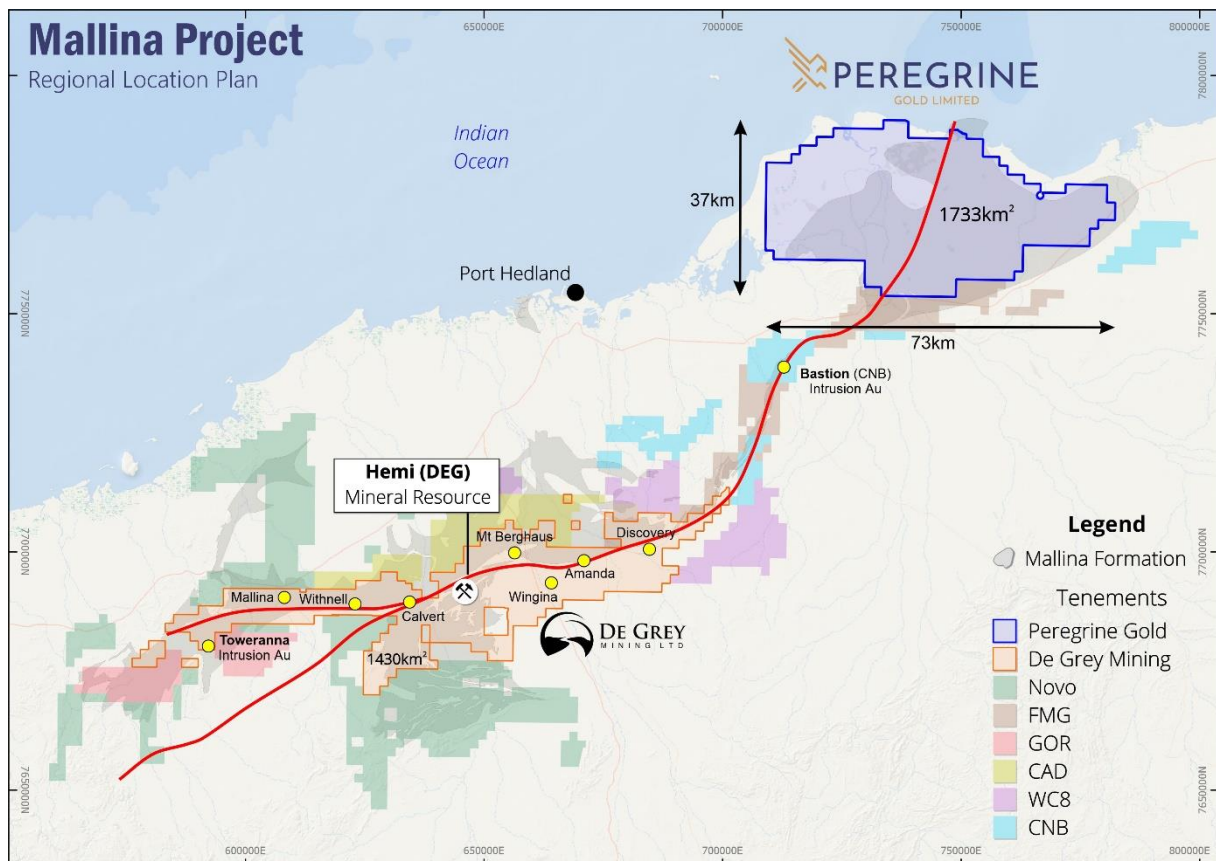 Mallina Project
Regional Location Plan
650000E
700000E
750000E
800000E
7800000N
PEREGRINE
GOLD LIMITED
Indian
Ocean
37km
1733km²
Port Hedland
7750000N
7750000N
73km
Bastion (CNB)
Intrusion Au
Hemi (DEG)
Mineral Resource
Mt Berghaus
Discovery
Amanda
Wingina
7700000N
7700000N
Mallina
Withnell
Calvert
Toweranna
Intrusion Au
1430km²
DE GREY
MINING LTD
Legend
Mallina Formation
Tenements
Peregrine Gold
De Grey Mining
Novo
FMG
GOR
CAD
WC8
CNB
7650000N
7650000N
600000E
650000E
700000E
750000E
800000E